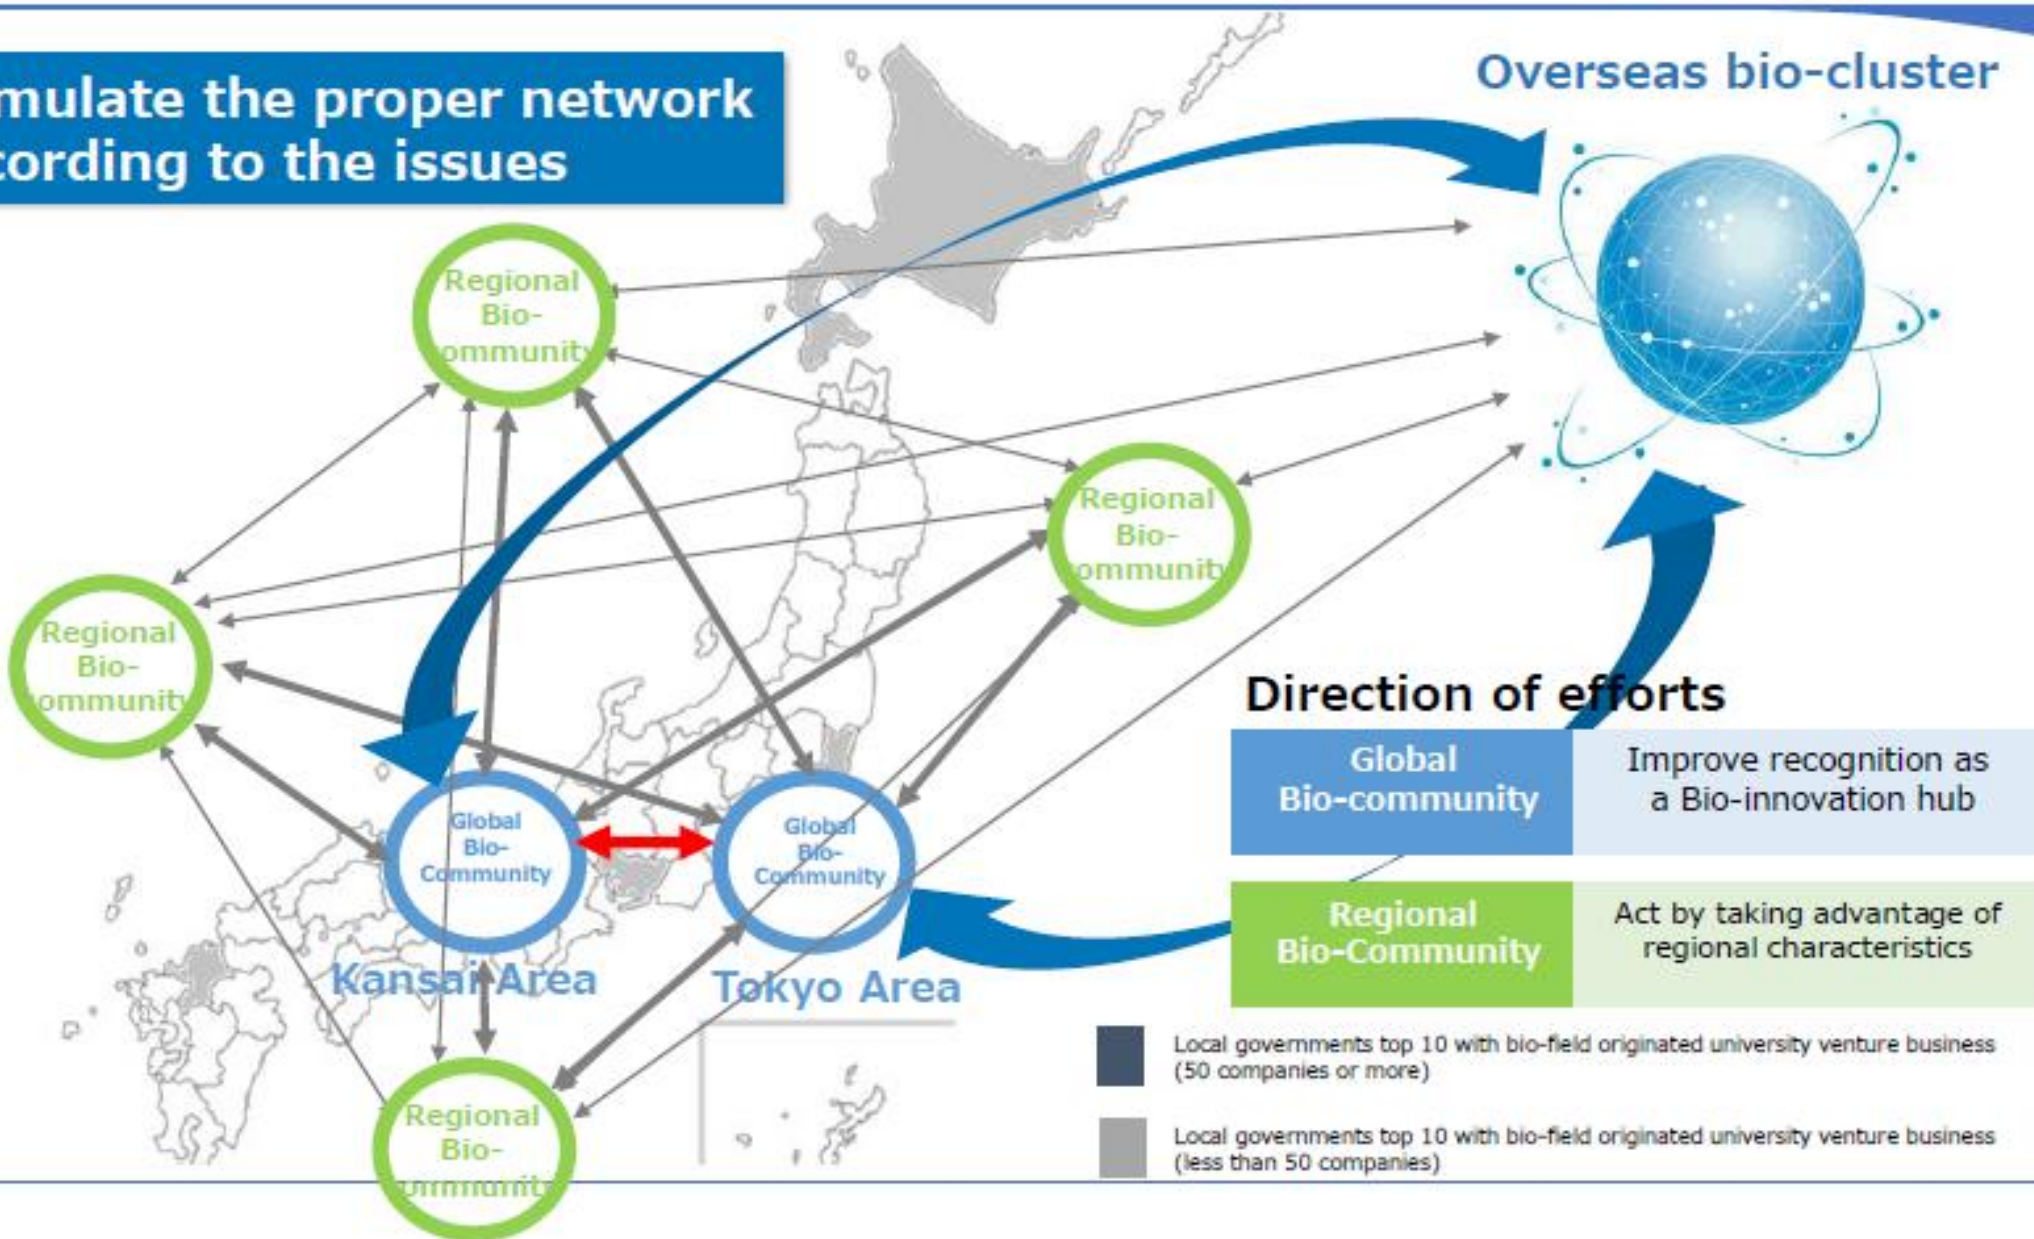 mulate the proper network
cording to the issues
Overseas bio-cluster
Regional
Bio-
ommunity
Regional
Bio-
ommunity
Regional
Bio-
ommunity
Global
Bio-
Community
Global
Bio-
Community
Kansai Area
Tokyo Area
Regional
Bio-
ommunit
Direction of efforts
Global
Bio-community
Improve recognition as
a Bio-innovation hub
Regional
Bio-Community
Act by taking advantage of
regional characteristics
Local governments top 10 with bio-field originated university venture business
(50 companies or more)
Local governments top 10 with bio-field originated university venture business
(less than 50 companies)